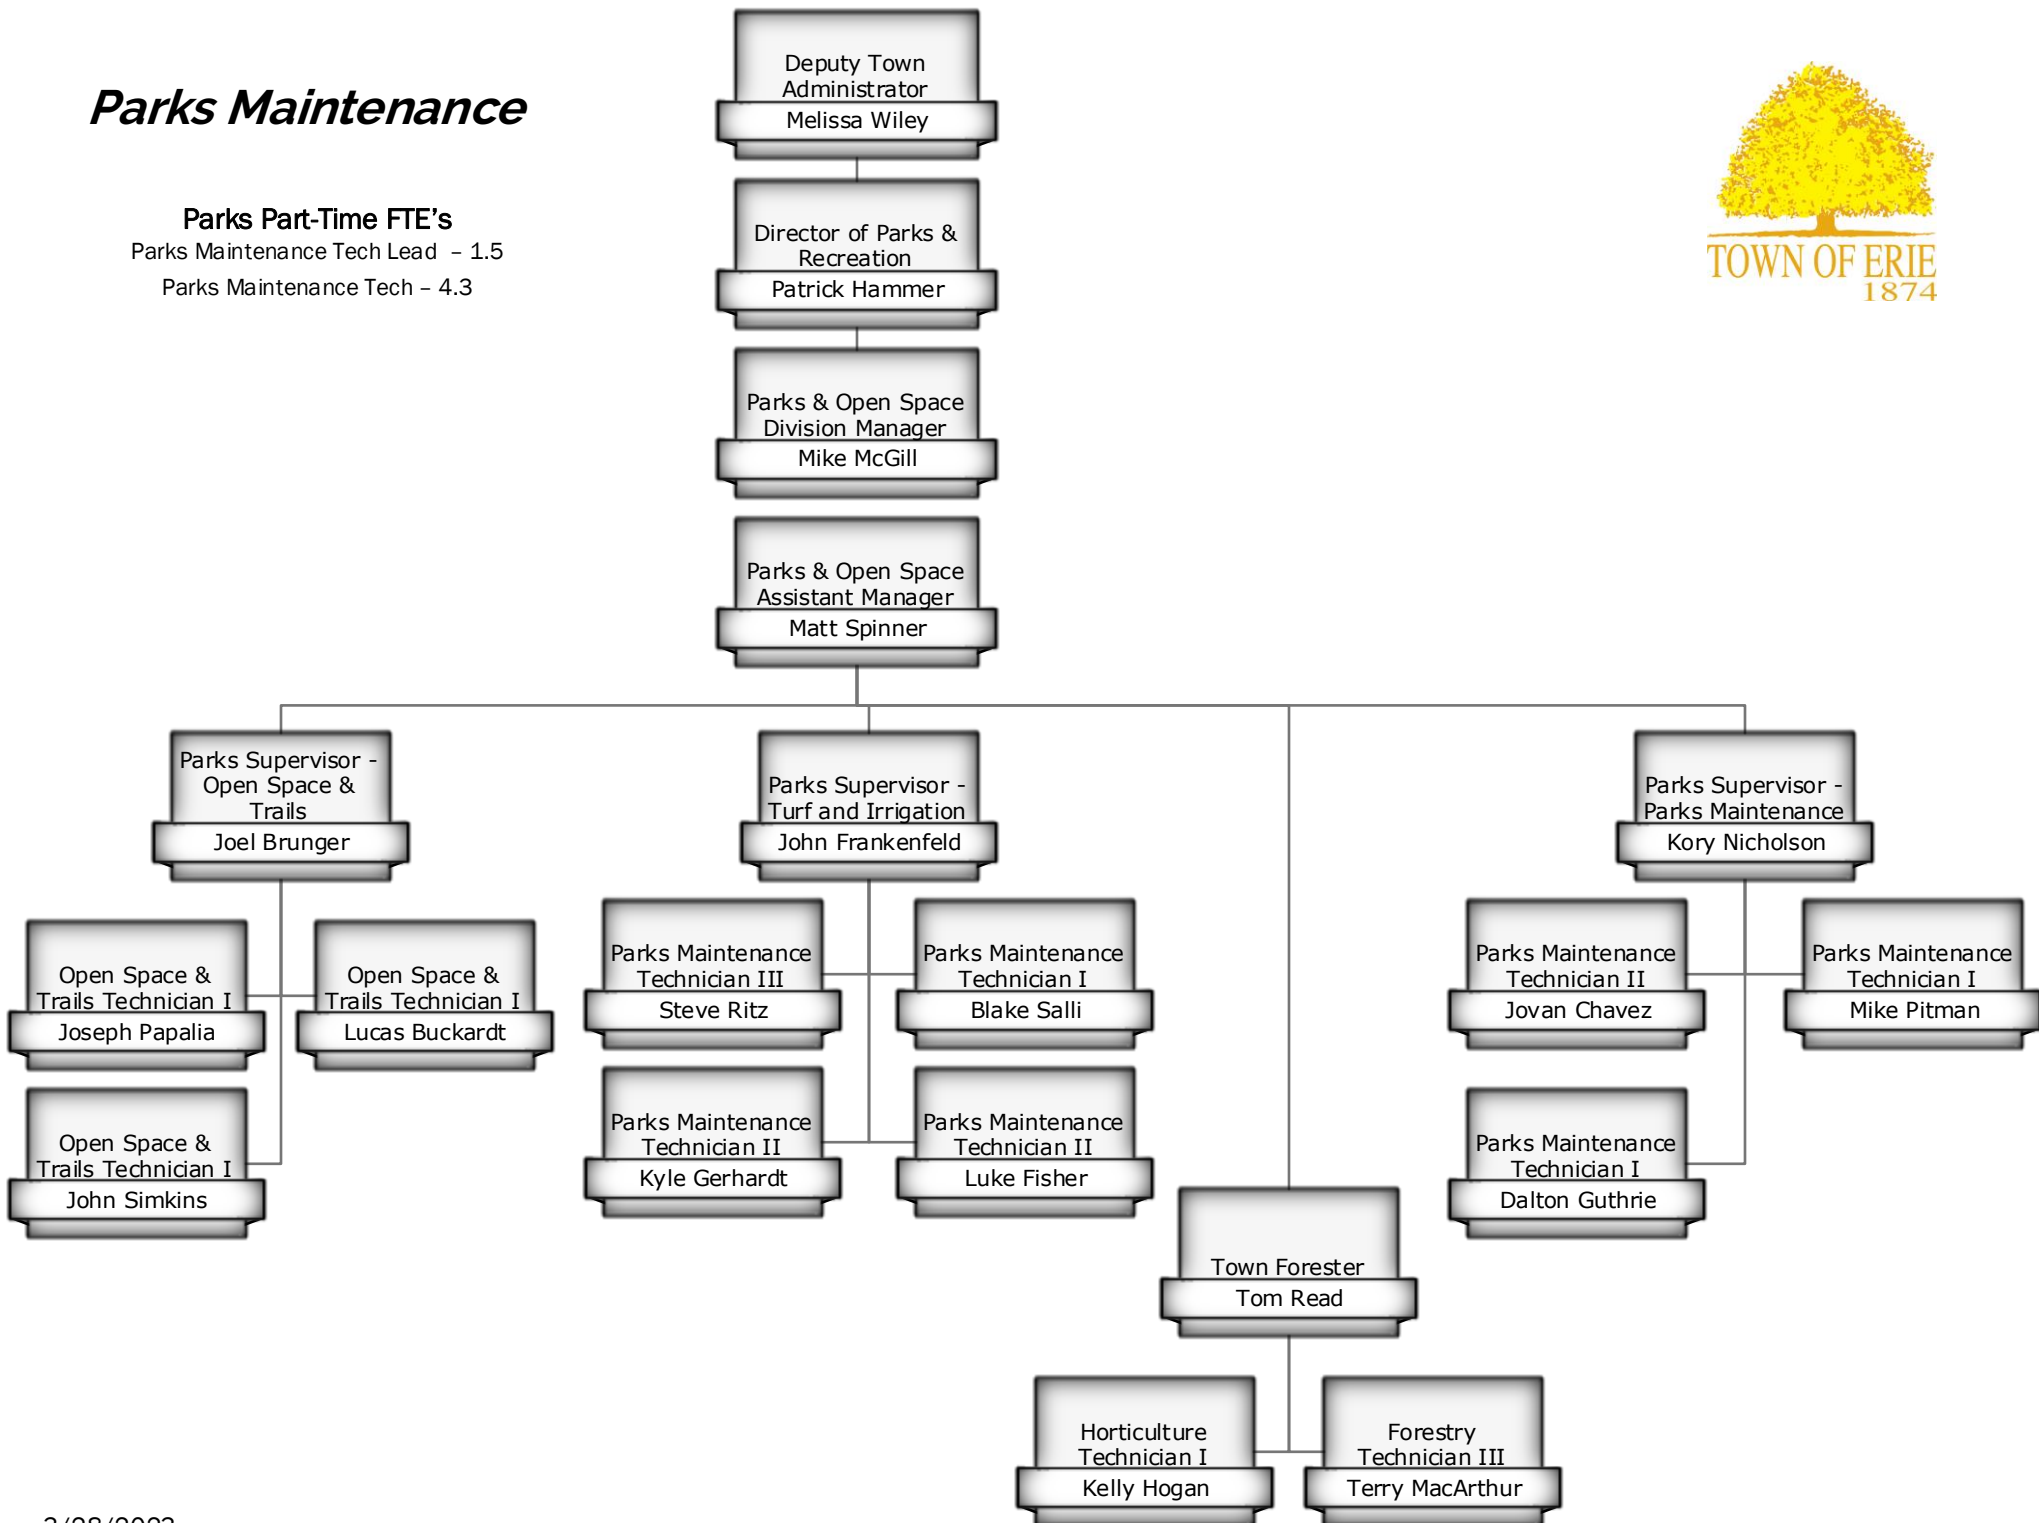 Parks Maintenance
Parks Part-Time FTE's
Parks Maintenance Tech Lead – 1.5
Parks Maintenance Tech – 4.3
TOWN OF ERIE
1874
Deputy Town
Administrator
Melissa Wiley
Director of Parks &
Recreation
Patrick Hammer
Parks & Open Space
Division Manager
Mike McGill
Parks & Open Space
Assistant Manager
Matt Spinner
Parks Supervisor -
Open Space &
Trails
Joel Brunger
Open Space &
Trails Technician I
Joseph Papalia
Open Space &
Trails Technician I
Lucas Buckardt
Open Space &
Trails Technician I
John Simkins
Parks Supervisor -
Turf and Irrigation
John Frankenfeld
Parks Maintenance
Technician III
Steve Ritz
Parks Maintenance
Technician I
Blake Salli
Parks Maintenance
Technician II
Kyle Gerhardt
Parks Maintenance
Technician II
Luke Fisher
Town Forester
Tom Read
Horticulture
Technician I
Kelly Hogan
Forestry
Technician III
Terry MacArthur
Parks Supervisor -
Parks Maintenance
Kory Nicholson
Parks Maintenance
Technician II
Jovan Chavez
Parks Maintenance
Technician I
Mike Pitman
Parks Maintenance
Technician I
Dalton Guthrie